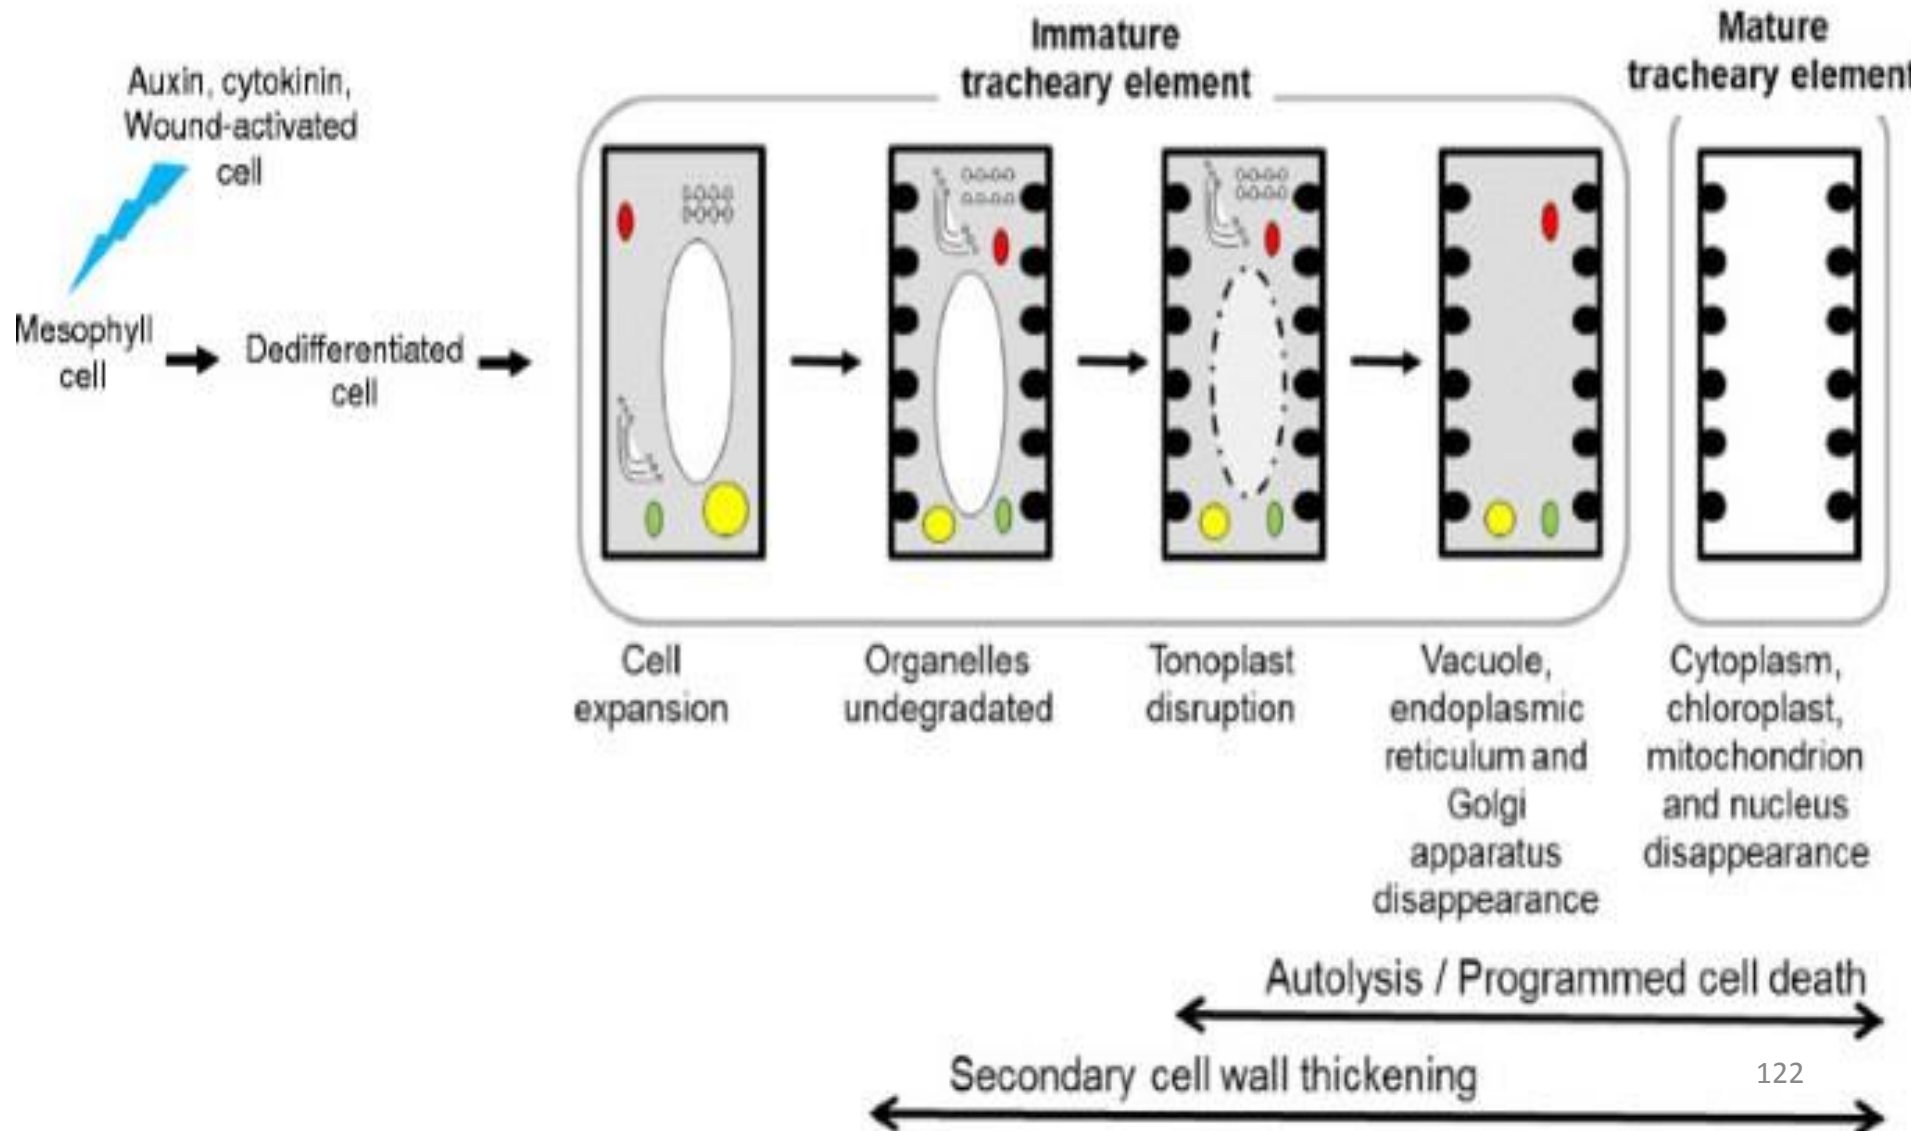 Immature
tracheary element
Mature
tracheary element
Auxin, cytokinin,
Wound-activated
cell
Mesophyll
cell
Dedifferentiated
cell
Cell
expansion
Organelles
undegradated
Tonoplast
disruption
Vacuole,
endoplasmic
reticulum and
Golgi
apparatus
disappearance
Cytoplasm,
chloroplast,
mitochondrion
and nucleus
disappearance
Autolysis / Programmed cell death
Secondary cell wall thickening
122